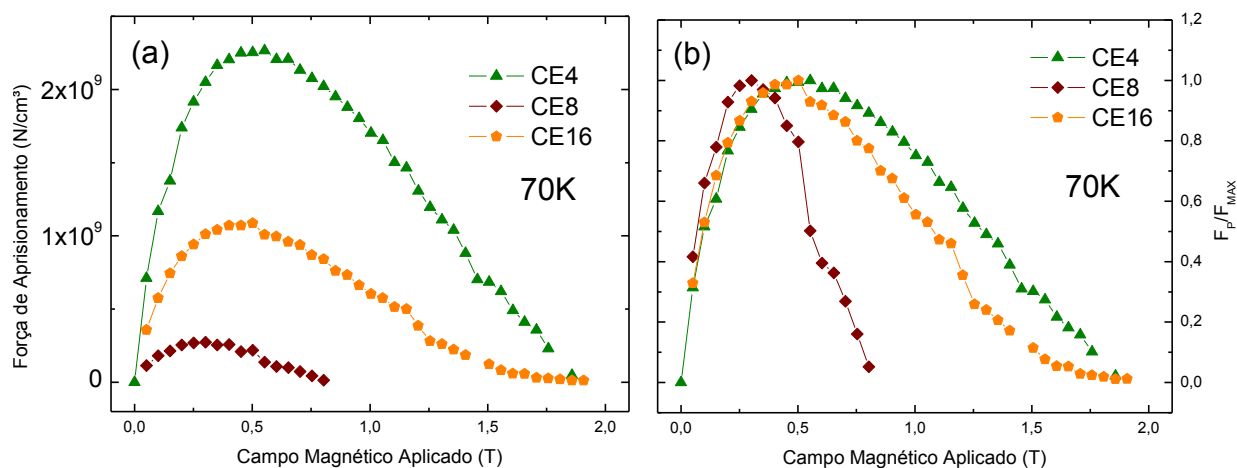 (a)
CE4
CE8
CE16
70K
Força de Aprisionamento (N/cm³)
2x10⁹
1x10⁹
0
0,0 0,5 1,0 1,5 2,0
Campo Magnético Aplicado (T)
(b)
CE4
CE8
CE16
70K
1,2
1,0
0,8
0,6
0,4
0,2
0,0
F_P/F_MAX
0,0 0,5 1,0 1,5 2,0
Campo Magnético Aplicado (T)